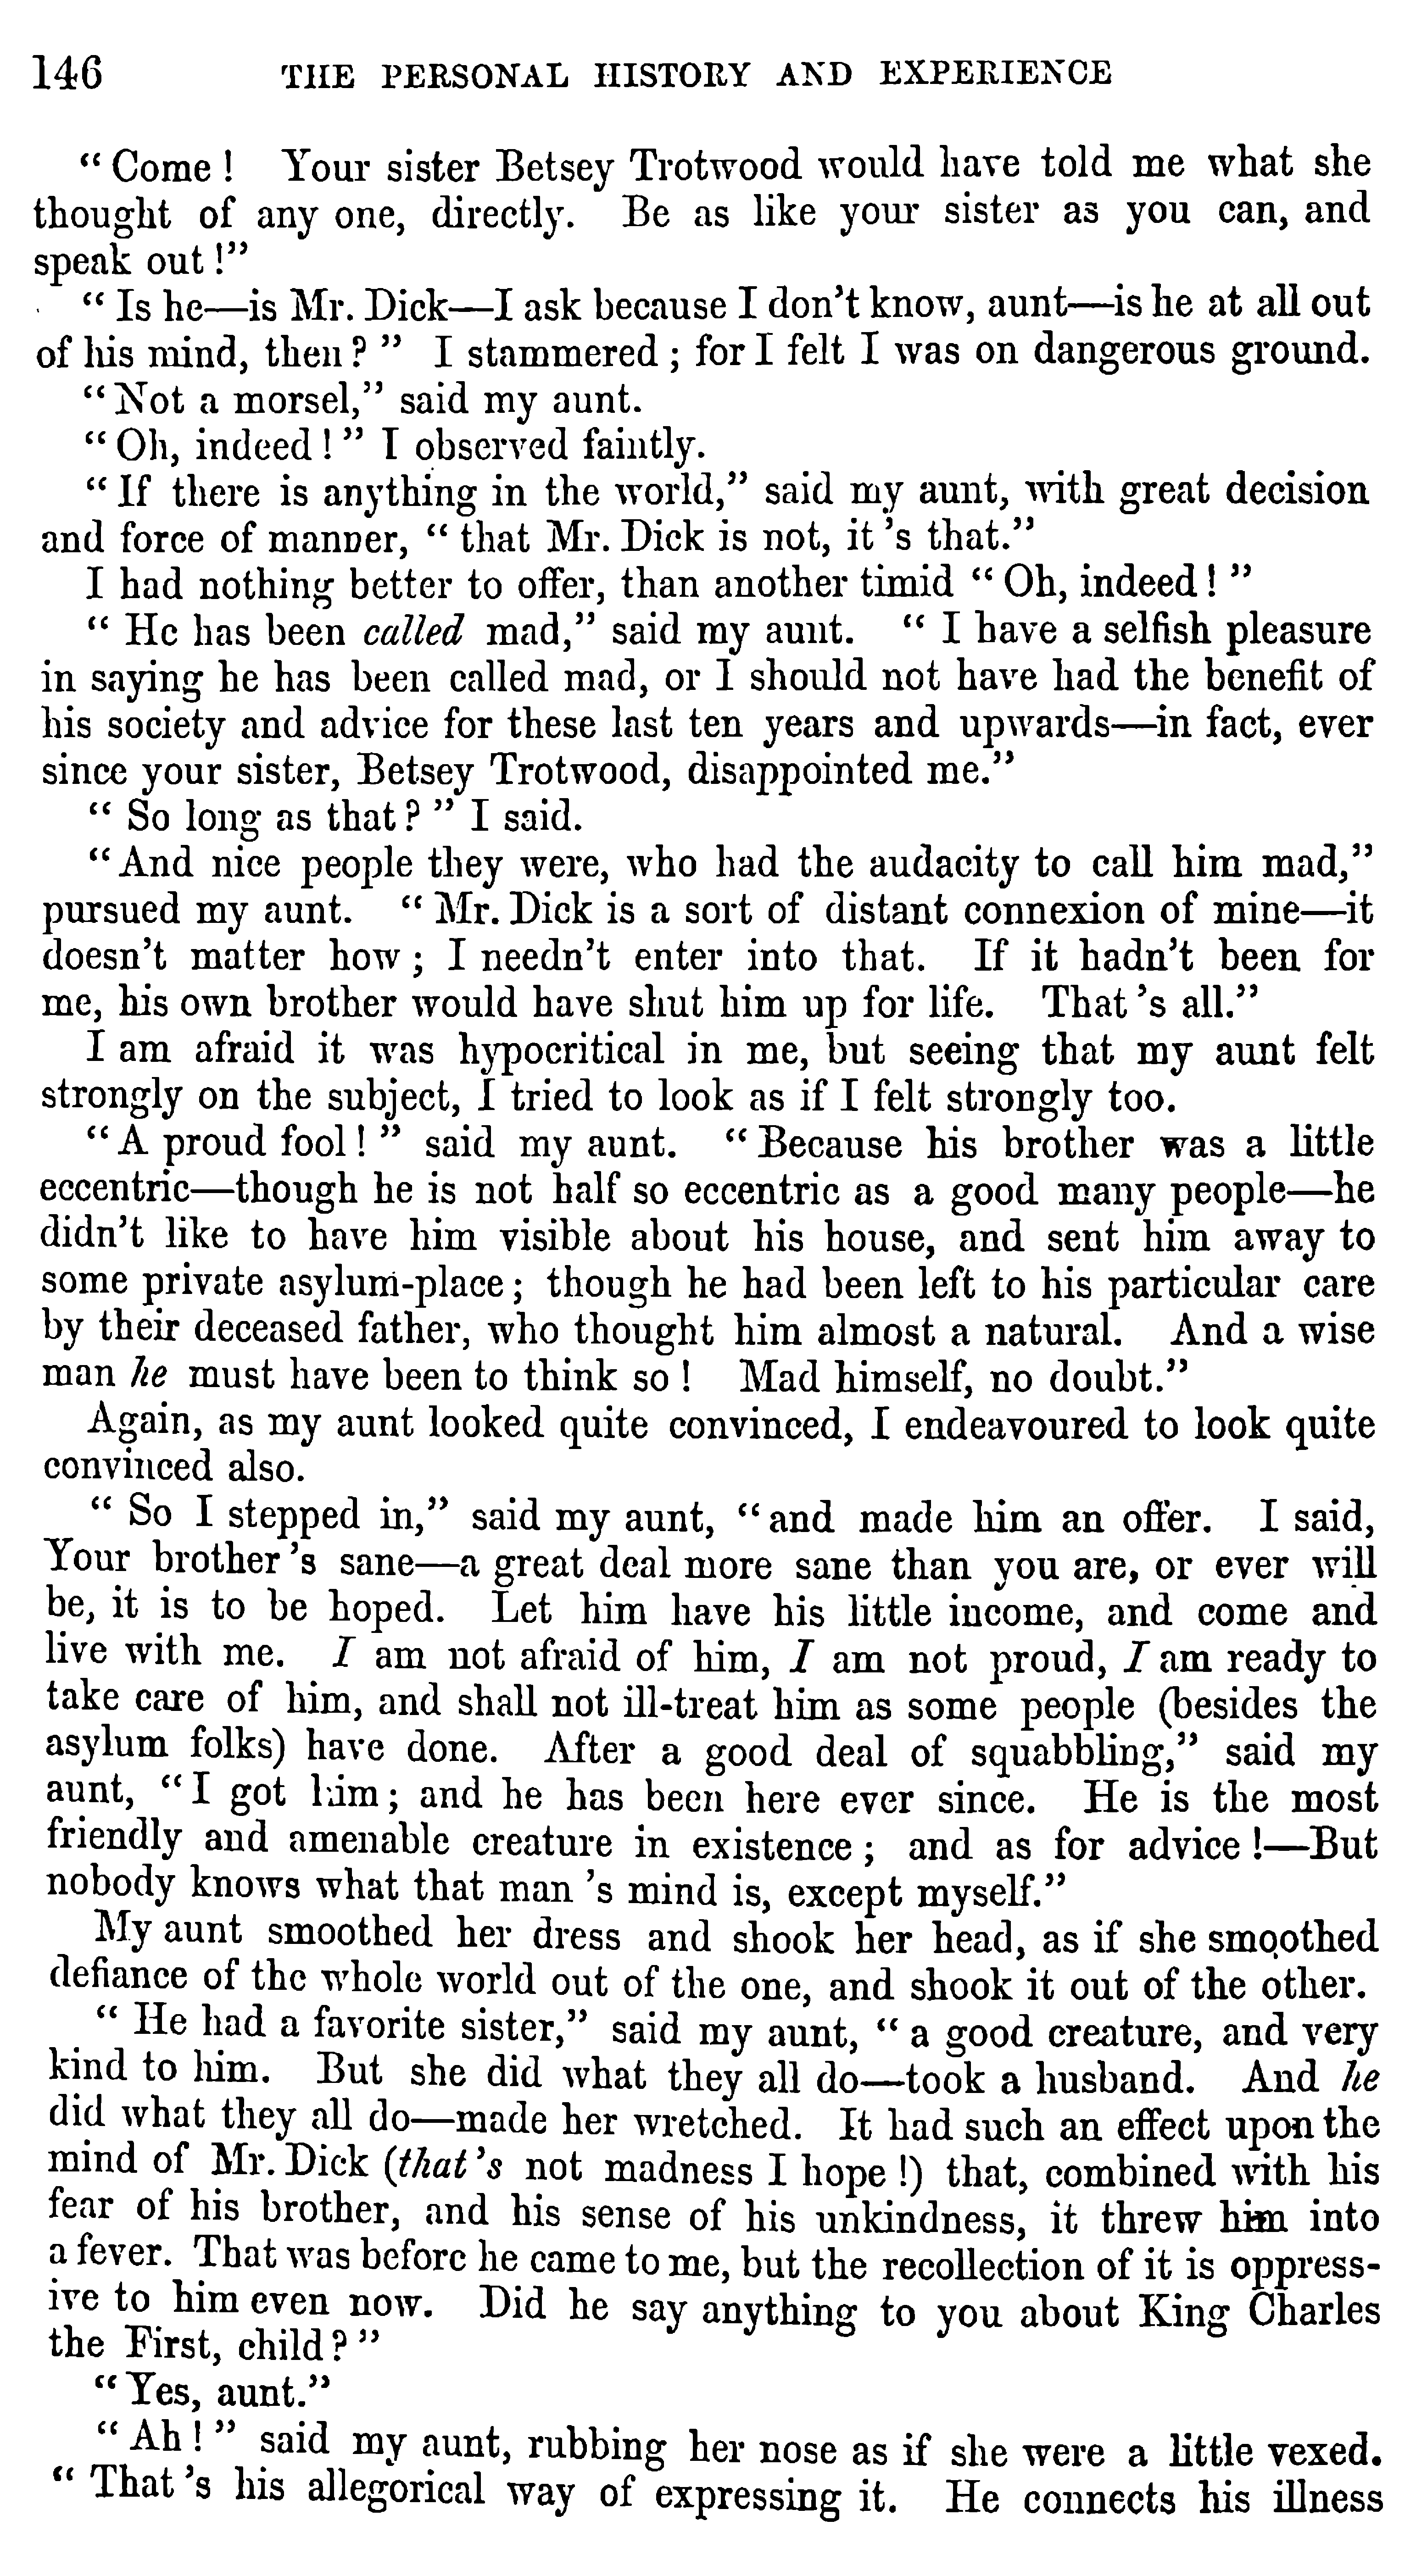 146 THE PERSONAL HISTORY AND EXPERIENCE
“ Come ! Your sister Betsey Trotwood would have told me what she
thought of any one, directly. Be as like your sister as you can, and
speak out !”
“ Is he—is Mr. Dick—I ask because I don’t know, aunt—is he at all out
of his mind, then ? ” I stammered ; for I felt I was on dangerous ground.
“ Not a morsel,” said my aunt.
“ Oh, indeed ! ” I observed faintly.
“ If there is anything in the world,” said my aunt, with great decision
and force of manner, “ that Mr. Dick is not, it ’s that.”
I had nothing better to offer, than another timid “ Oh, indeed ! ”
“ He has been called mad,” said my aunt. “ I have a selfish pleasure
in saying he has been called mad, or I should not have had the benefit of
his society and advice for these last ten years and upwards—in fact, ever
since your sister, Betsey Trotwood, disappointed me.”
“ So long as that ? ” I said.
“ And nice people they were, who had the audacity to call him mad,”
pursued my aunt. “ Mr. Dick is a sort of distant connexion of mine—it
doesn’t matter how ; I needn’t enter into that. If it hadn’t been for
me, his own brother would have shut him up for life. That ’s all.”
I am afraid it was hypocritical in me, but seeing that my aunt felt
strongly on the subject, I tried to look as if I felt strongly too.
“ A proud fool ! ” said my aunt. “ Because his brother was a little
eccentric—though he is not half so eccentric as a good many people—he
didn’t like to have him visible about his house, and sent him away to
some private asylum-place ; though he had been left to his particular care
by their deceased father, who thought him almost a natural. And a wise
man he must have been to think so ! Mad himself, no doubt.”
Again, as my aunt looked quite convinced, I endeavoured to look quite
convinced also.
“ So I stepped in,” said my aunt, “ and made him an offer. I said,
Your brother ’s sane—a great deal more sane than you are, or ever will
be, it is to be hoped. Let him have his little income, and come and
live with me. I am not afraid of him, I am not proud, I am ready to
take care of him, and shall not ill-treat him as some people (besides the
asylum folks) have done. After a good deal of squabbling,” said my
aunt, “ I got him ; and he has been here ever since. He is the most
friendly and amenable creature in existence ; and as for advice !—But
nobody knows what that man ’s mind is, except myself.”
My aunt smoothed her dress and shook her head, as if she smoothed
defiance of the whole world out of the one, and shook it out of the other.
“ He had a favorite sister,” said my aunt, “ a good creature, and very
kind to him. But she did what they all do—took a husband. And he
did what they all do—made her wretched. It had such an effect upon the
mind of Mr. Dick (that ’s not madness I hope !) that, combined with his
fear of his brother, and his sense of his unkindness, it threw him into
a fever. That was before he came to me, but the recollection of it is oppress-
ive to him even now. Did he say anything to you about King Charles
the First, child ? ”
“ Yes, aunt.”
“ Ah ! ” said my aunt, rubbing her nose as if she were a little vexed.
“ That ’s his allegorical way of expressing it. He connects his illness